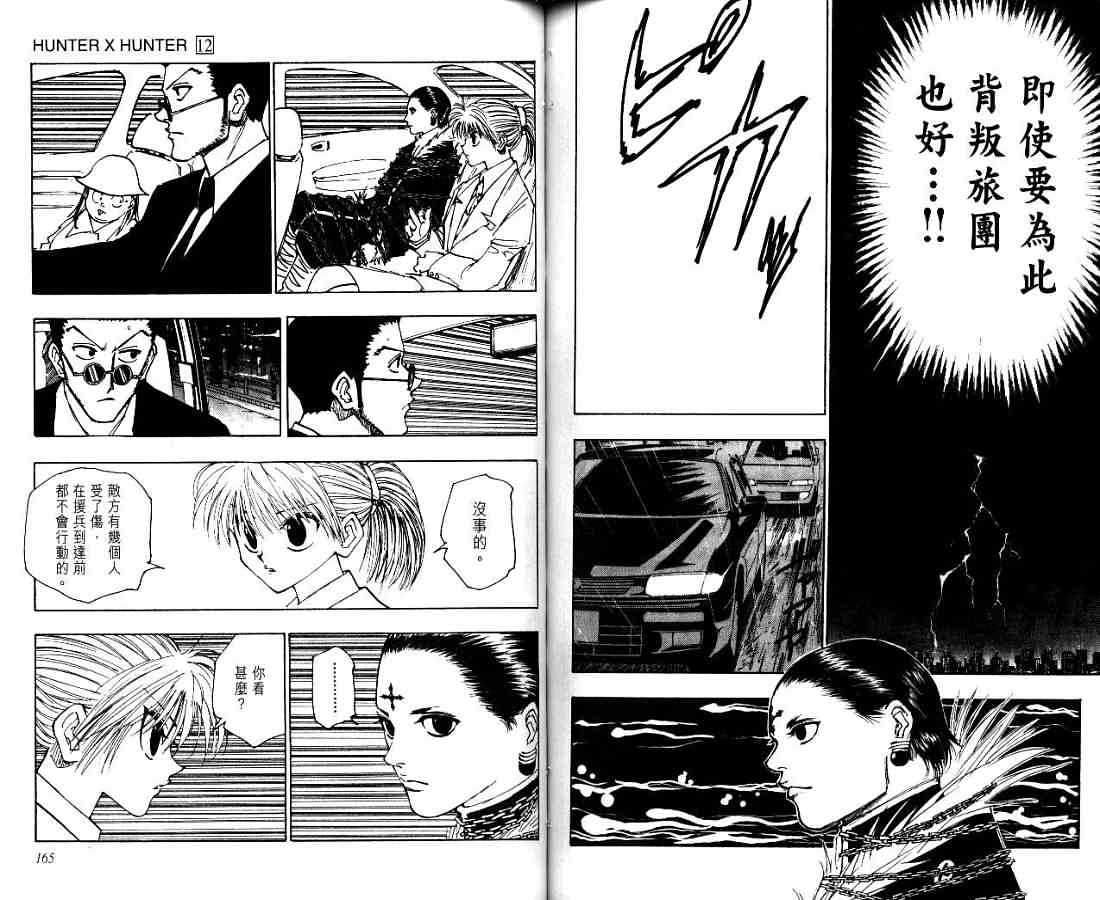 即使要為此
背叛旅團
也好……!!
ピカ
HUNTER X HUNTER 12
沒事的。
敵方有幾個人
受了傷，
在援兵到達前
都不會行動的。
…………
你看
甚麼？
165